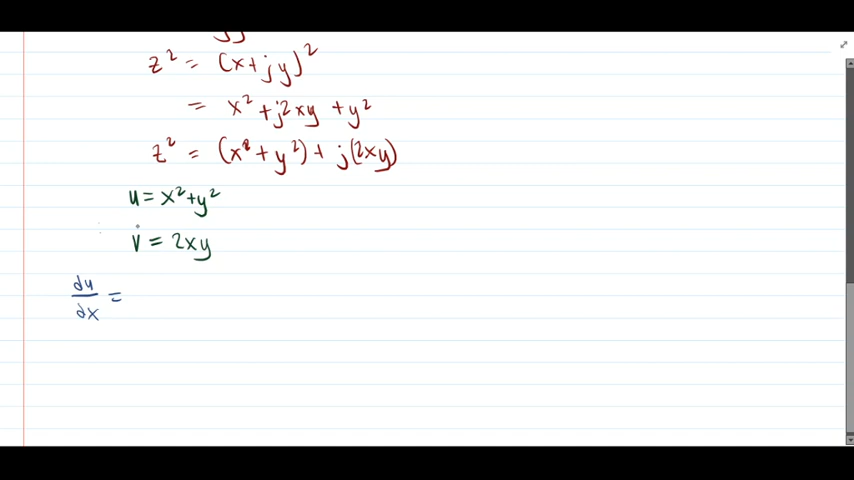 z² = (x+jy)²
= x² + j2xy + y²
z² = (x² + y²) + j(2xy)
u = x² + y²
v = 2xy
du/dx =